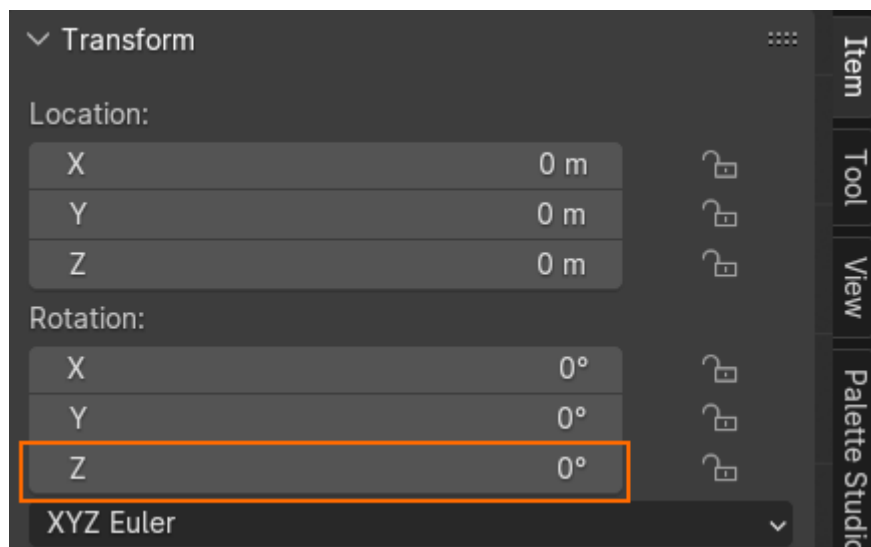 Transform
Location:
X 0 m
Y 0 m
Z 0 m
Rotation:
X 0°
Y 0°
Z 0°
XYZ Euler
Item
Tool
View
Palette Studio